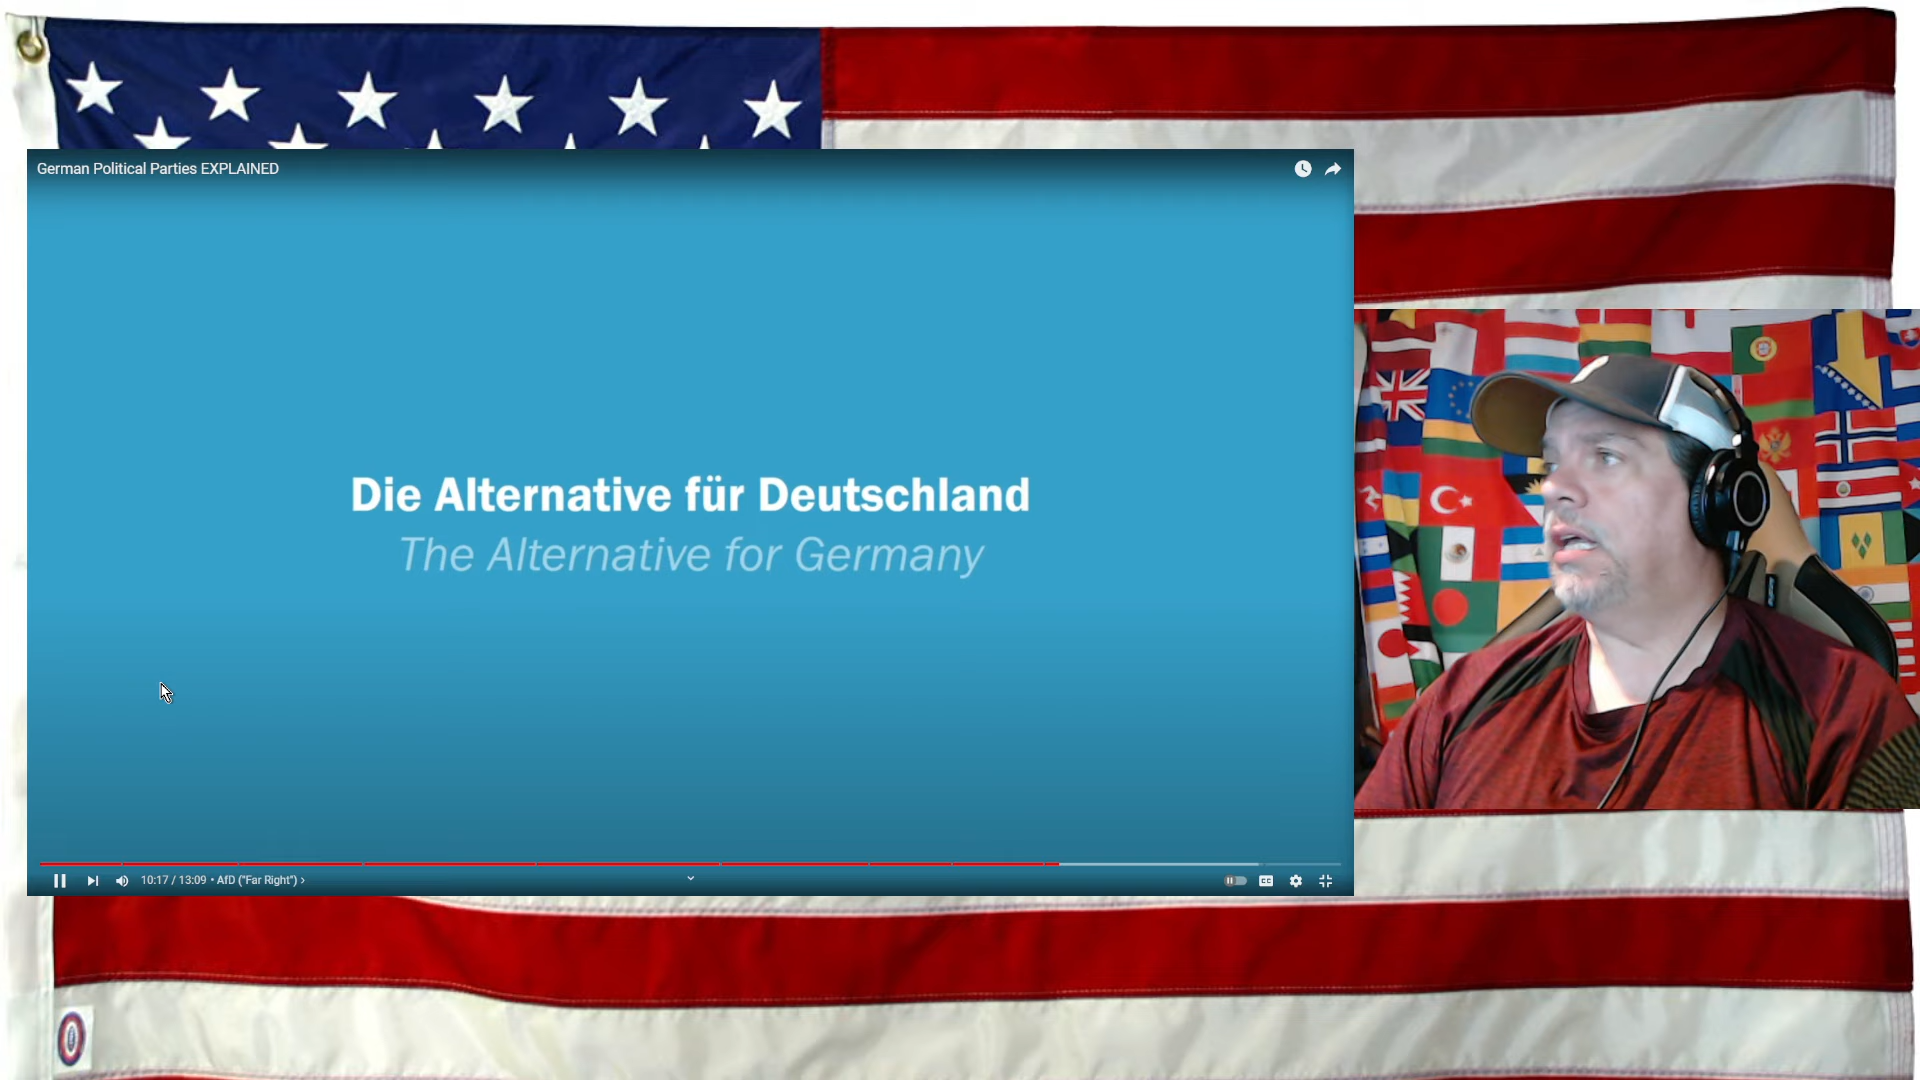 German Political Parties EXPLAINED
Die Alternative für Deutschland
The Alternative for Germany
10:17 / 13:09 • AfD ("Far Right") ›
CC